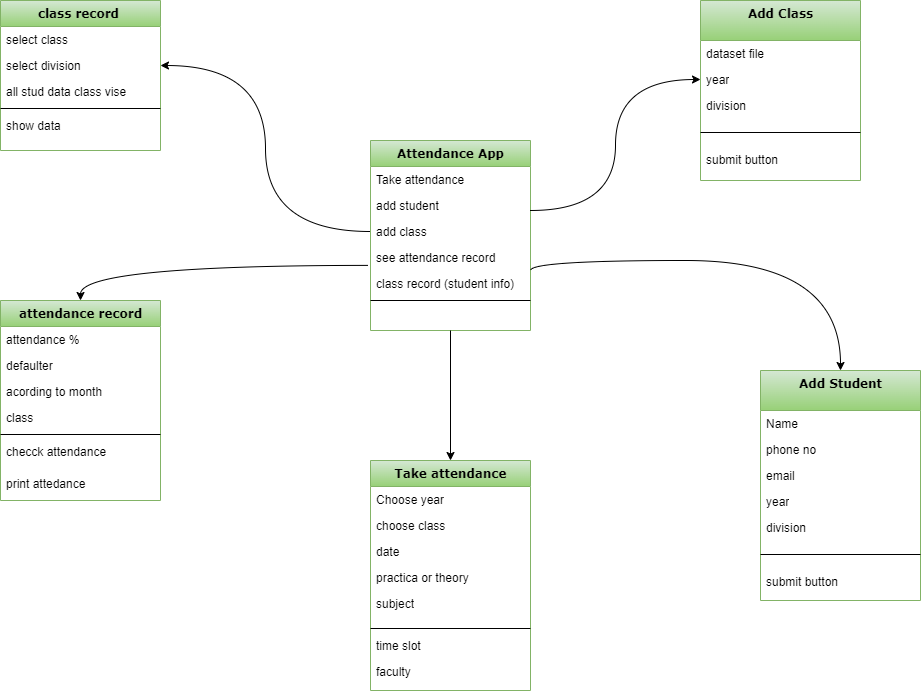 class record
select class
select division
all stud data class vise
show data
Add Class
dataset file
year
division
submit button
Attendance App
Take attendance
add student
add class
see attendance record
class record (student info)
attendance record
attendance %
defaulter
acording to month
class
checck attendance
print attedance
Take attendance
Choose year
choose class
date
practica or theory
subject
time slot
faculty
Add Student
Name
phone no
email
year
division
submit button